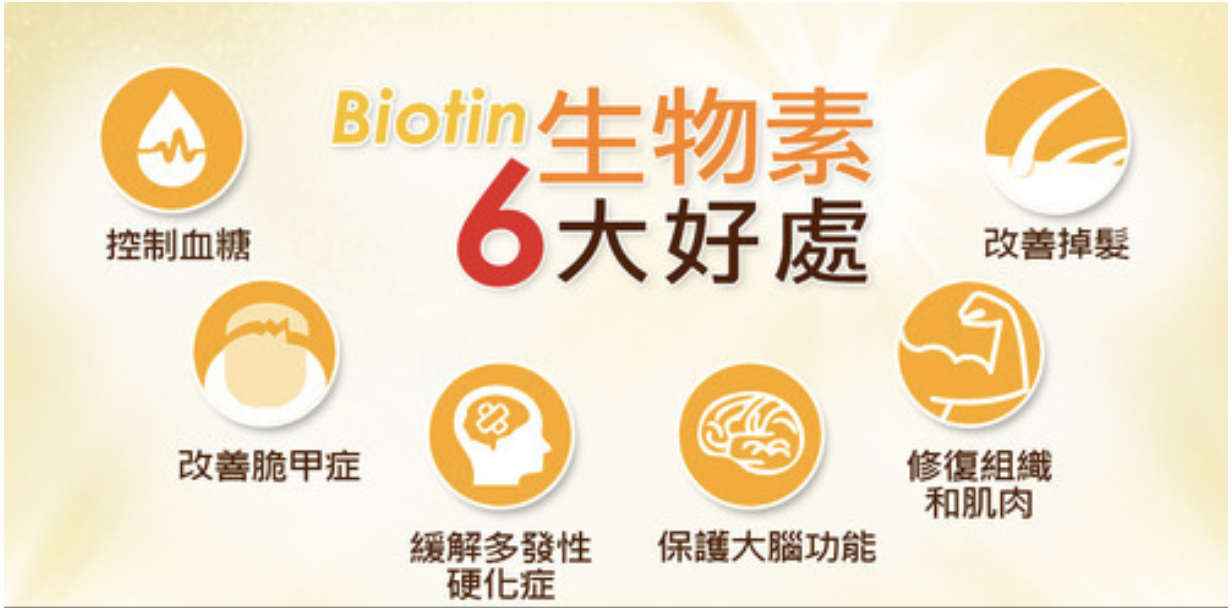 Biotin生物素
6大好處
控制血糖
改善脆甲症
緩解多發性
硬化症
保護大腦功能
修復組織
和肌肉
改善掉髮